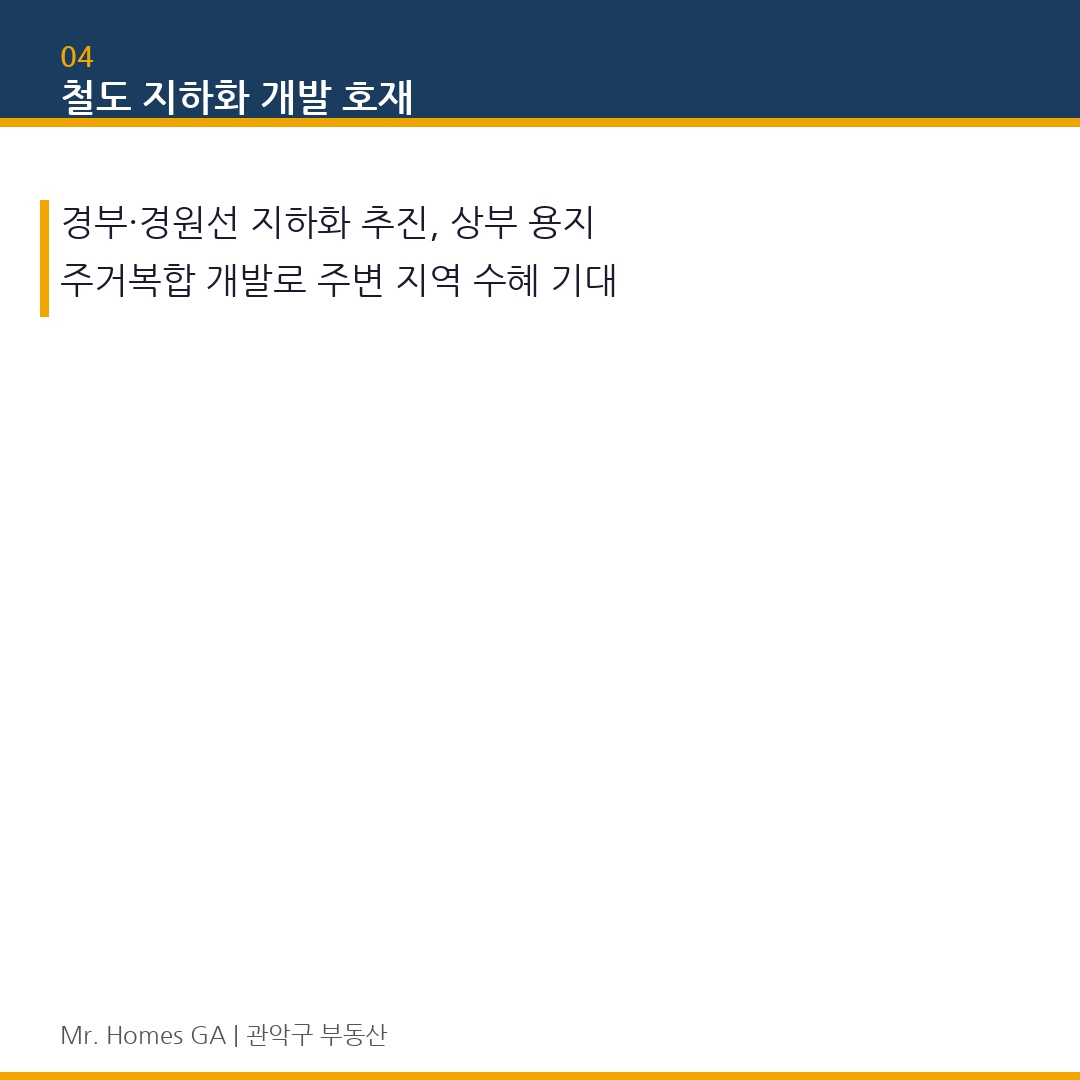 04
철도 지하화 개발 호재
경부·경원선 지하화 추진, 상부 용지
주거복합 개발로 주변 지역 수혜 기대
Mr. Homes GA | 관악구 부동산